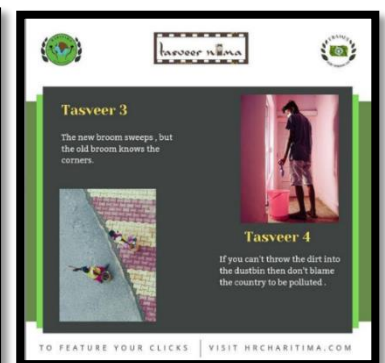 tasveer nama
Tasveer 3
The new broom sweeps , but
the old broom knows the
corners.
Tasveer 4
If you can't throw the dirt into
the dustbin then don't blame
the country to be polluted .
TO FEATURE YOUR CLICKS
VISIT HRCHARITIMA.COM